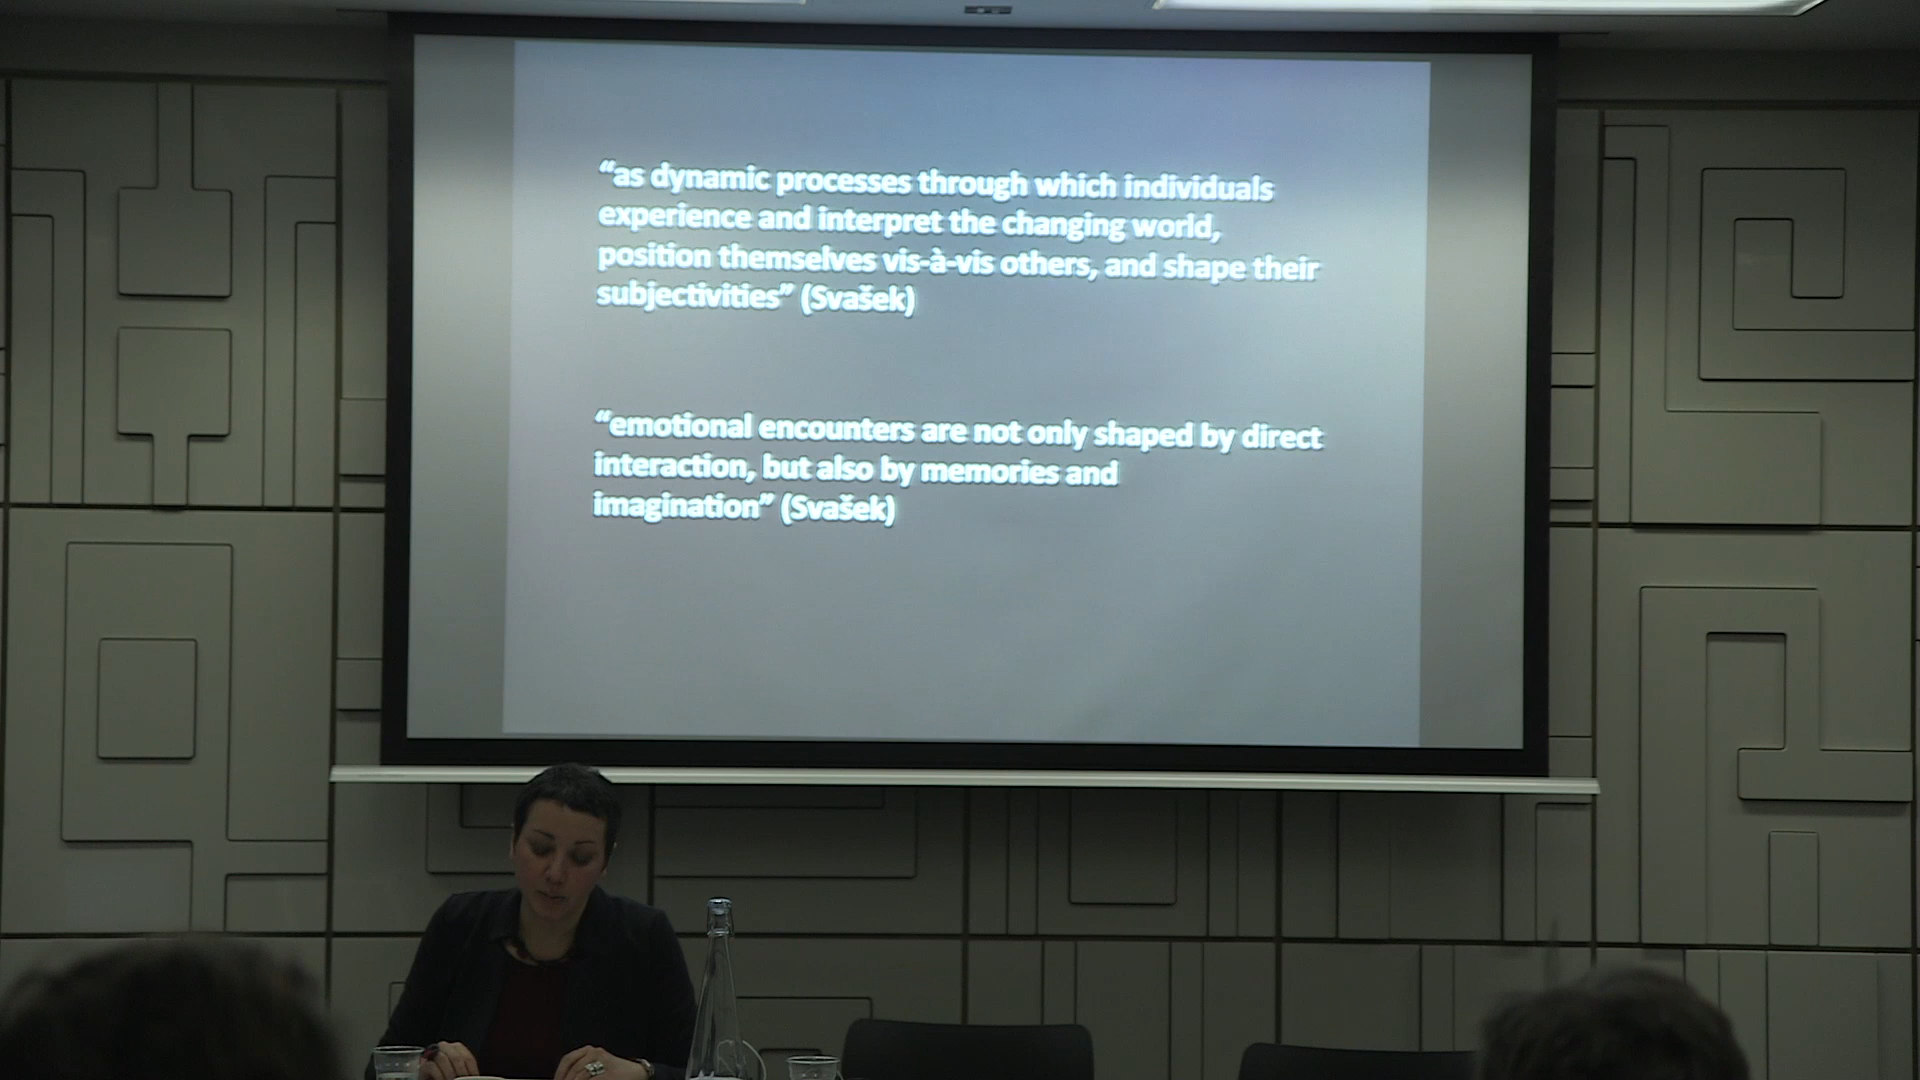 “as dynamic processes through which individuals
experience and interpret the changing world,
position themselves vis-à-vis others, and shape their
subjectivities” (Svašek)
“emotional encounters are not only shaped by direct
interaction, but also by memories and
imagination” (Svašek)